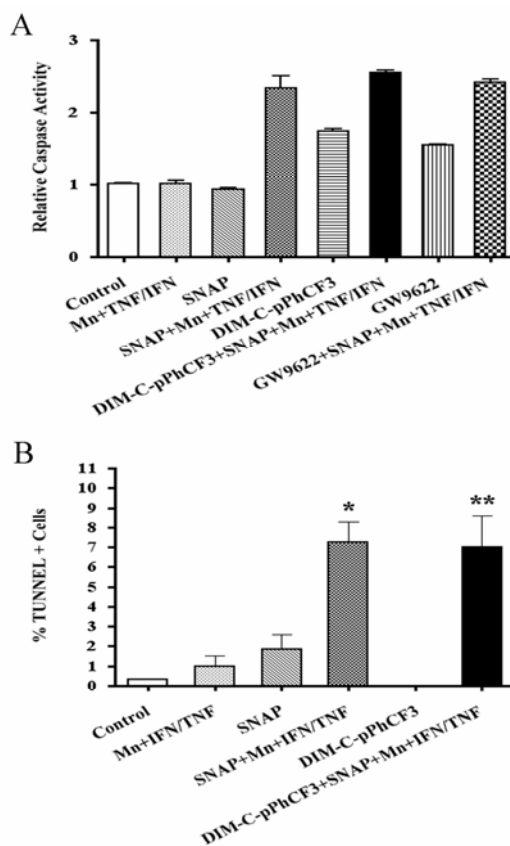 A
Relative Caspase Activity
3
2
1
0
Control
Mn+TNF/IFN
SNAP
SNAP+Mn+TNF/IFN
DIM-C-pPhCF3
DIM-C-pPhCF3+SNAP+Mn+TNF/IFN
GW9622
GW9622+SNAP+Mn+TNF/IFN
B
% TUNNEL + Cells
11
10
9
8
7
6
5
4
3
2
1
0
*
**
Control
Mn+IFN/TNF
SNAP
SNAP+Mn+IFN/TNF
DIM-C-pPhCF3
DIM-C-pPhCF3+SNAP+Mn+IFN/TNF